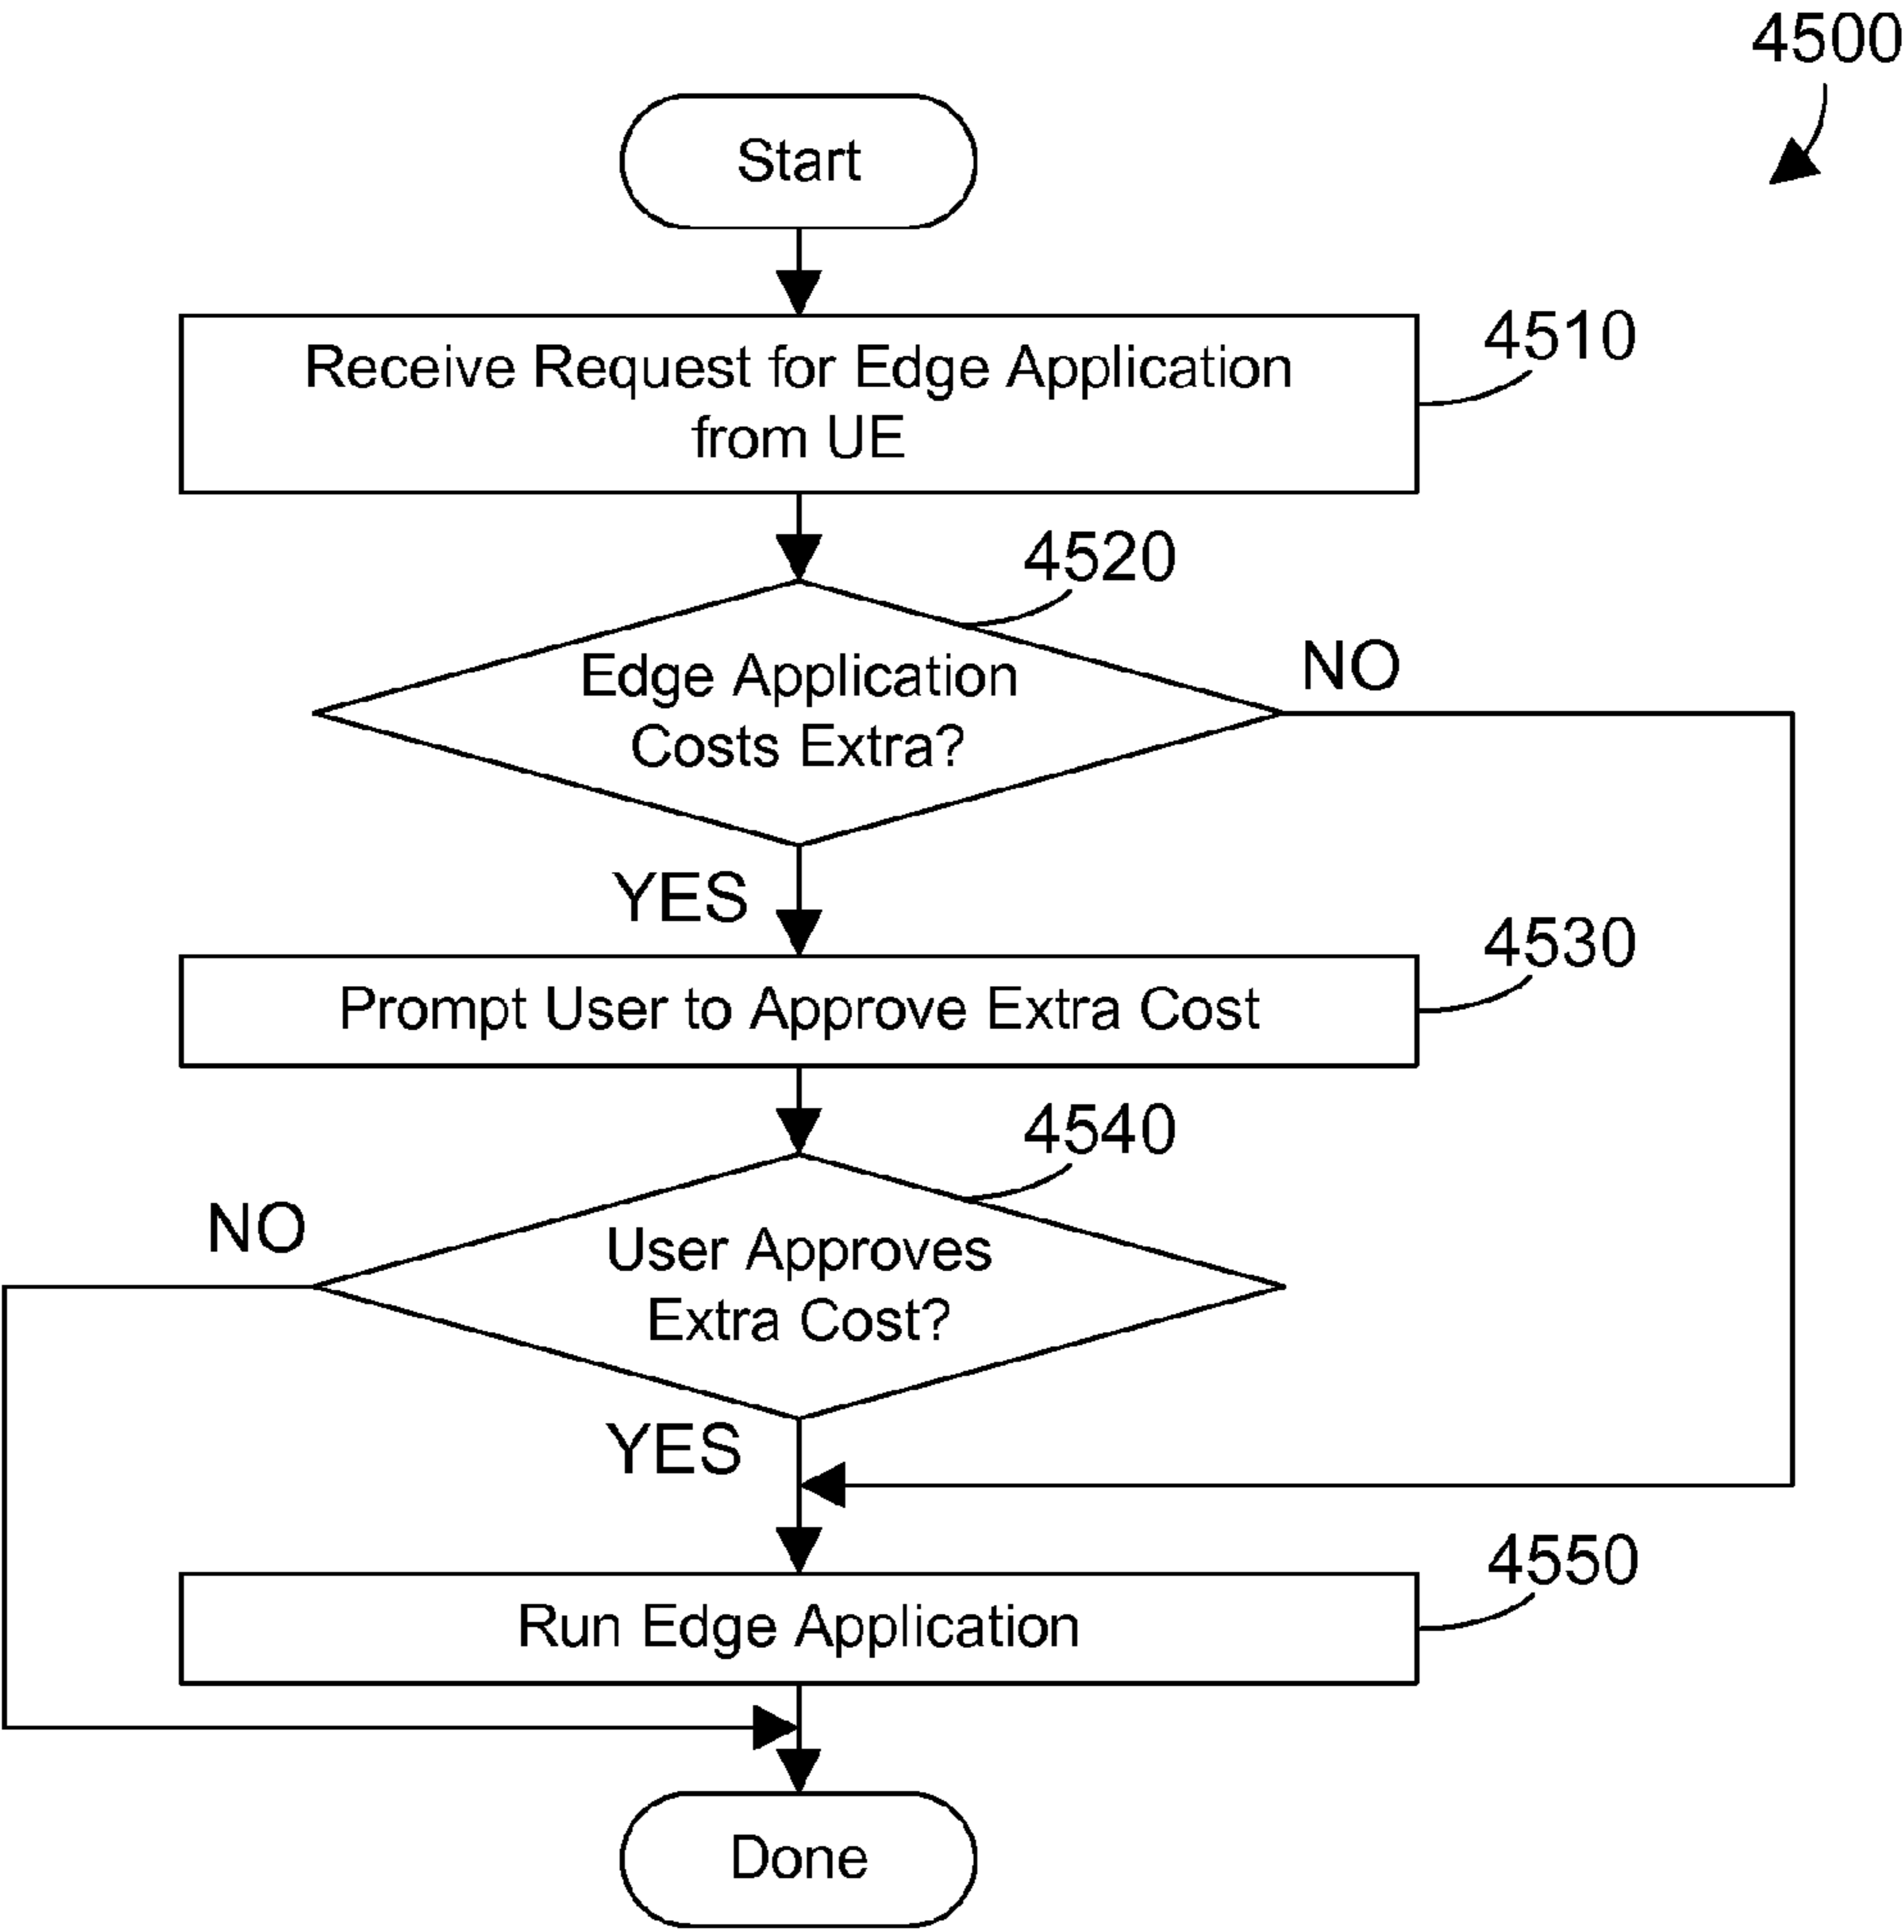 4500
Start
4510
Receive Request for Edge Application
from UE
4520
Edge Application
Costs Extra?
NO
YES
4530
Prompt User to Approve Extra Cost
4540
NO
User Approves
Extra Cost?
YES
4550
Run Edge Application
Done